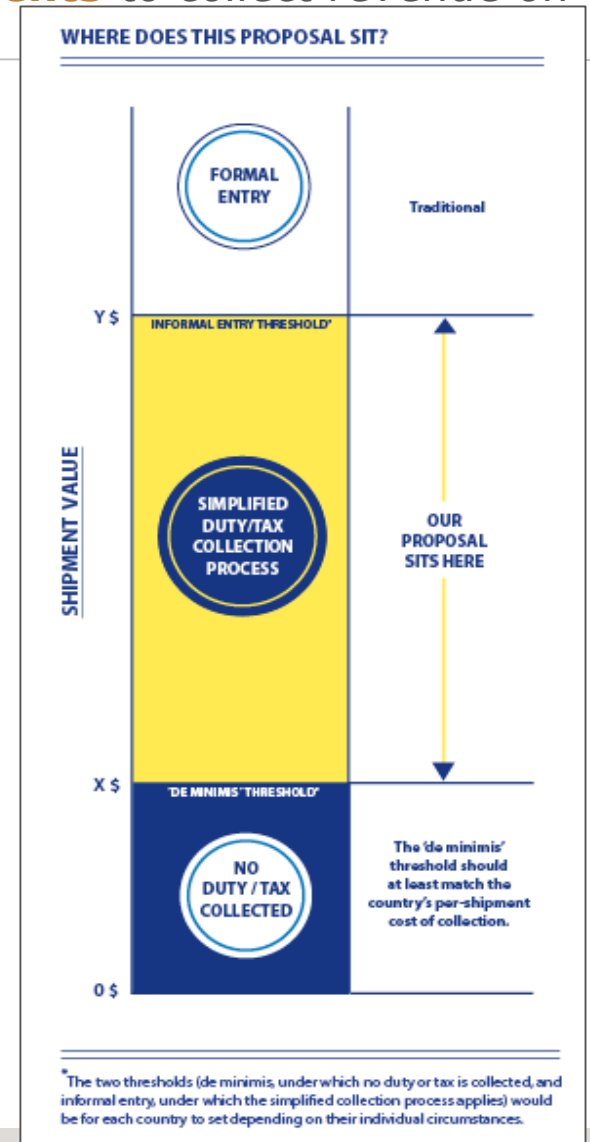 to collect revenue on
WHERE DOES THIS PROPOSAL SIT?
FORMAL
ENTRY
Traditional
Y $
INFORMAL ENTRY THRESHOLD*
SHIPMENT VALUE
SIMPLIFIED
DUTY/TAX
COLLECTION
PROCESS
OUR
PROPOSAL
SITS HERE
X $
'DE MINIMIS' THRESHOLD*
NO
DUTY / TAX
COLLECTED
The 'de minimis'
threshold should
at least match the
country's per-shipment
cost of collection.
0 $
*The two thresholds (de minimis, under which no duty or tax is collected, and
informal entry, under which the simplified collection process applies) would
be for each country to set depending on their individual circumstances.